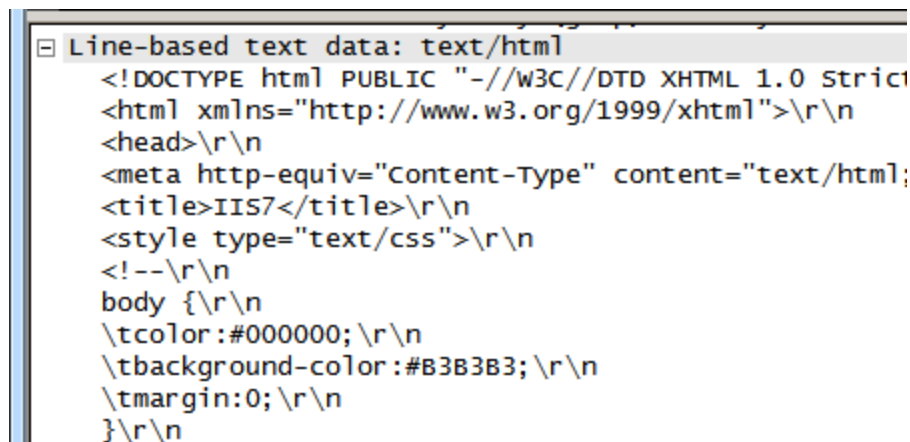 Line-based text data: text/html
<!DOCTYPE html PUBLIC "-//W3C//DTD XHTML 1.0 Strict
<html xmlns="http://www.w3.org/1999/xhtml">\r\n
<head>\r\n
<meta http-equiv="Content-Type" content="text/html;
<title>IIS7</title>\r\n
<style type="text/css">\r\n
<!--\r\n
body {\r\n
\tcolor:#000000;\r\n
\tbackground-color:#B3B3B3;\r\n
\tmargin:0;\r\n
}\r\n